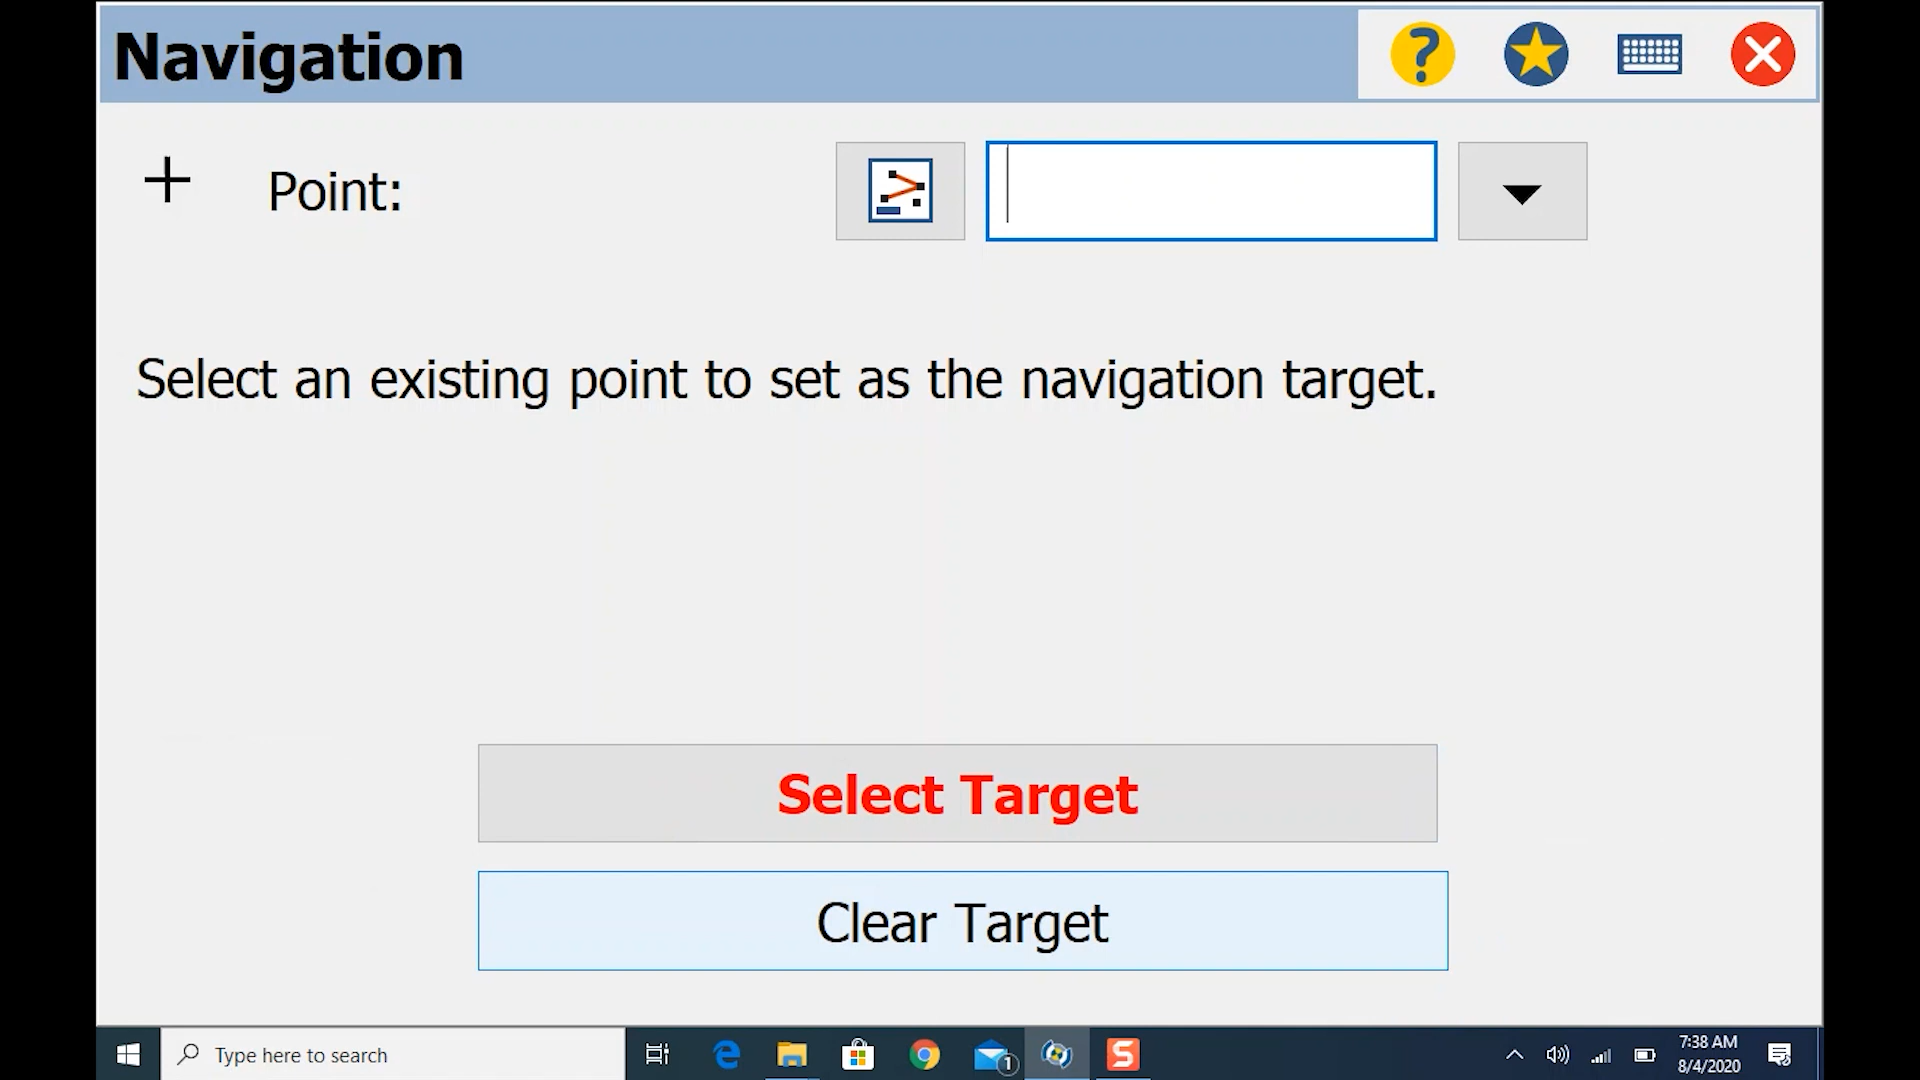 Navigation
Point:
Select an existing point to set as the navigation target.
Select Target
Clear Target
Type here to search
1
S
7:38 AM
8/4/2020